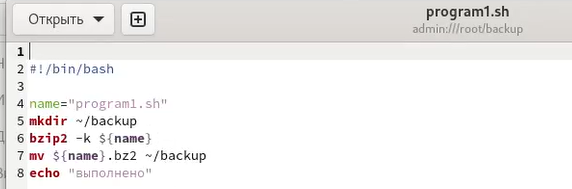 Открыть
program1.sh
admin:///root/backup
1
2 #!/bin/bash
3
4 name="program1.sh"
5 mkdir ~/backup
6 bzip2 -k ${name}
7 mv ${name}.bz2 ~/backup
8 echo "выполнено"